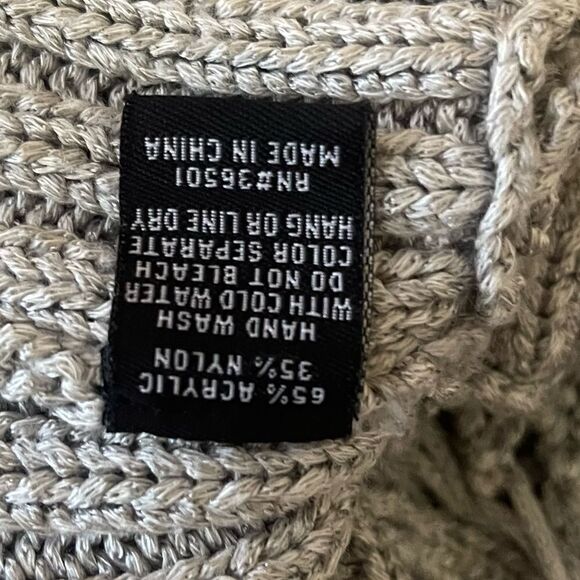 65% ACRYLIC
35% NYLON
HAND WASH
WITH COLD WATER
DO NOT BLEACH
COLOR SEPARATE
HANG OR LINE DRY
RN#36501
MADE IN CHINA